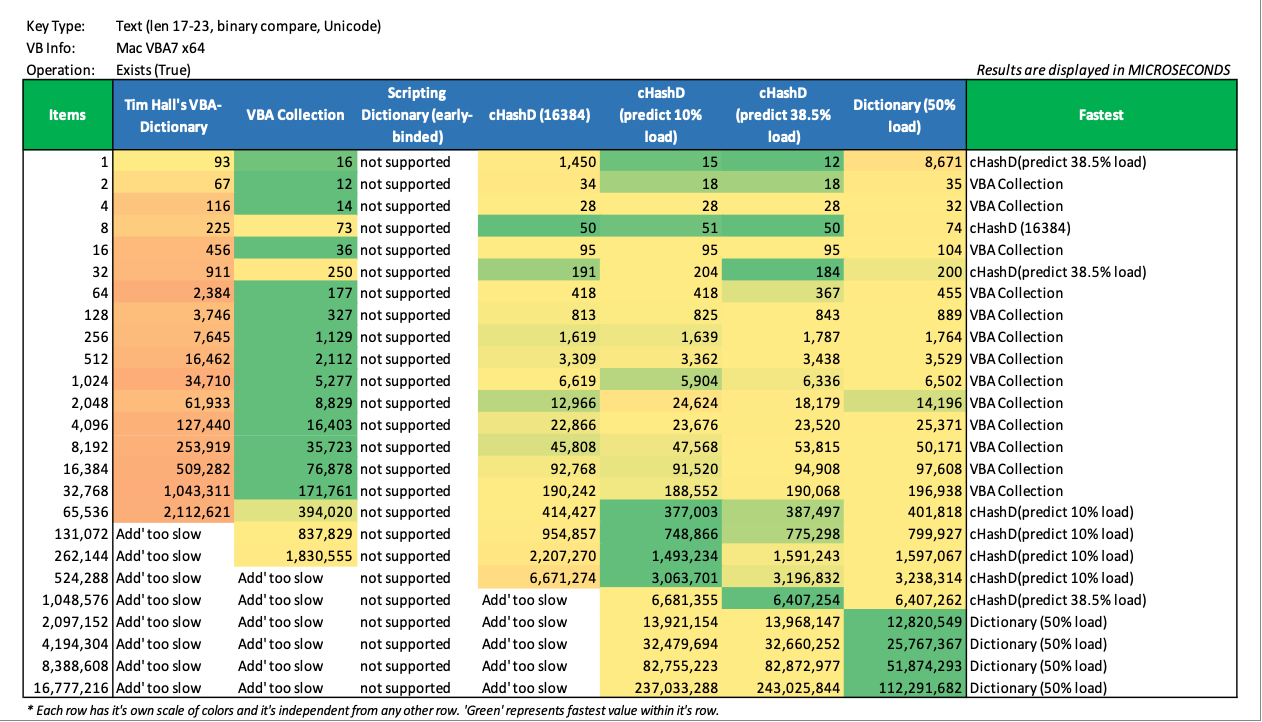 Key Type: Text (len 17-23, binary compare, Unicode)
VB Info: Mac VBA7 x64
Operation: Exists (True) Results are displayed in MICROSECONDS
Items Tim Hall's VBA-Dictionary VBA Collection Scripting Dictionary (early-binded) cHashD (16384) cHashD (predict 10% load) cHashD (predict 38.5% load) Dictionary (50% load) Fastest
1 93 16 not supported 1,450 15 12 8,671 cHashD(predict 38.5% load)
2 67 12 not supported 34 18 18 35 VBA Collection
4 116 14 not supported 28 28 28 32 VBA Collection
8 225 73 not supported 50 51 50 74 cHashD (16384)
16 456 36 not supported 95 95 95 104 VBA Collection
32 911 250 not supported 191 204 184 200 cHashD(predict 38.5% load)
64 2,384 177 not supported 418 418 367 455 VBA Collection
128 3,746 327 not supported 813 825 843 889 VBA Collection
256 7,645 1,129 not supported 1,619 1,639 1,787 1,764 VBA Collection
512 16,462 2,112 not supported 3,309 3,362 3,438 3,529 VBA Collection
1,024 34,710 5,277 not supported 6,619 5,904 6,336 6,502 VBA Collection
2,048 61,933 8,829 not supported 12,966 24,624 18,179 14,196 VBA Collection
4,096 127,440 16,403 not supported 22,866 23,676 23,520 25,371 VBA Collection
8,192 253,919 35,723 not supported 45,808 47,568 53,815 50,171 VBA Collection
16,384 509,282 76,878 not supported 92,768 91,520 94,908 97,608 VBA Collection
32,768 1,043,311 171,761 not supported 190,242 188,552 190,068 196,938 VBA Collection
65,536 2,112,621 394,020 not supported 414,427 377,003 387,497 401,818 cHashD(predict 10% load)
131,072 Add' too slow 837,829 not supported 954,857 748,866 775,298 799,927 cHashD(predict 10% load)
262,144 Add' too slow 1,830,555 not supported 2,207,270 1,493,234 1,591,243 1,597,067 cHashD(predict 10% load)
524,288 Add' too slow Add' too slow not supported 6,671,274 3,063,701 3,196,832 3,238,314 cHashD(predict 10% load)
1,048,576 Add' too slow Add' too slow not supported Add' too slow 6,681,355 6,407,254 6,407,262 cHashD(predict 38.5% load)
2,097,152 Add' too slow Add' too slow not supported Add' too slow 13,921,154 13,968,147 12,820,549 Dictionary (50% load)
4,194,304 Add' too slow Add' too slow not supported Add' too slow 32,479,694 32,660,252 25,767,367 Dictionary (50% load)
8,388,608 Add' too slow Add' too slow not supported Add' too slow 82,755,223 82,872,977 51,874,293 Dictionary (50% load)
16,777,216 Add' too slow Add' too slow not supported Add' too slow 237,033,288 243,025,844 112,291,682 Dictionary (50% load)
* Each row has it's own scale of colors and it's independent from any other row. 'Green' represents fastest value within it's row.